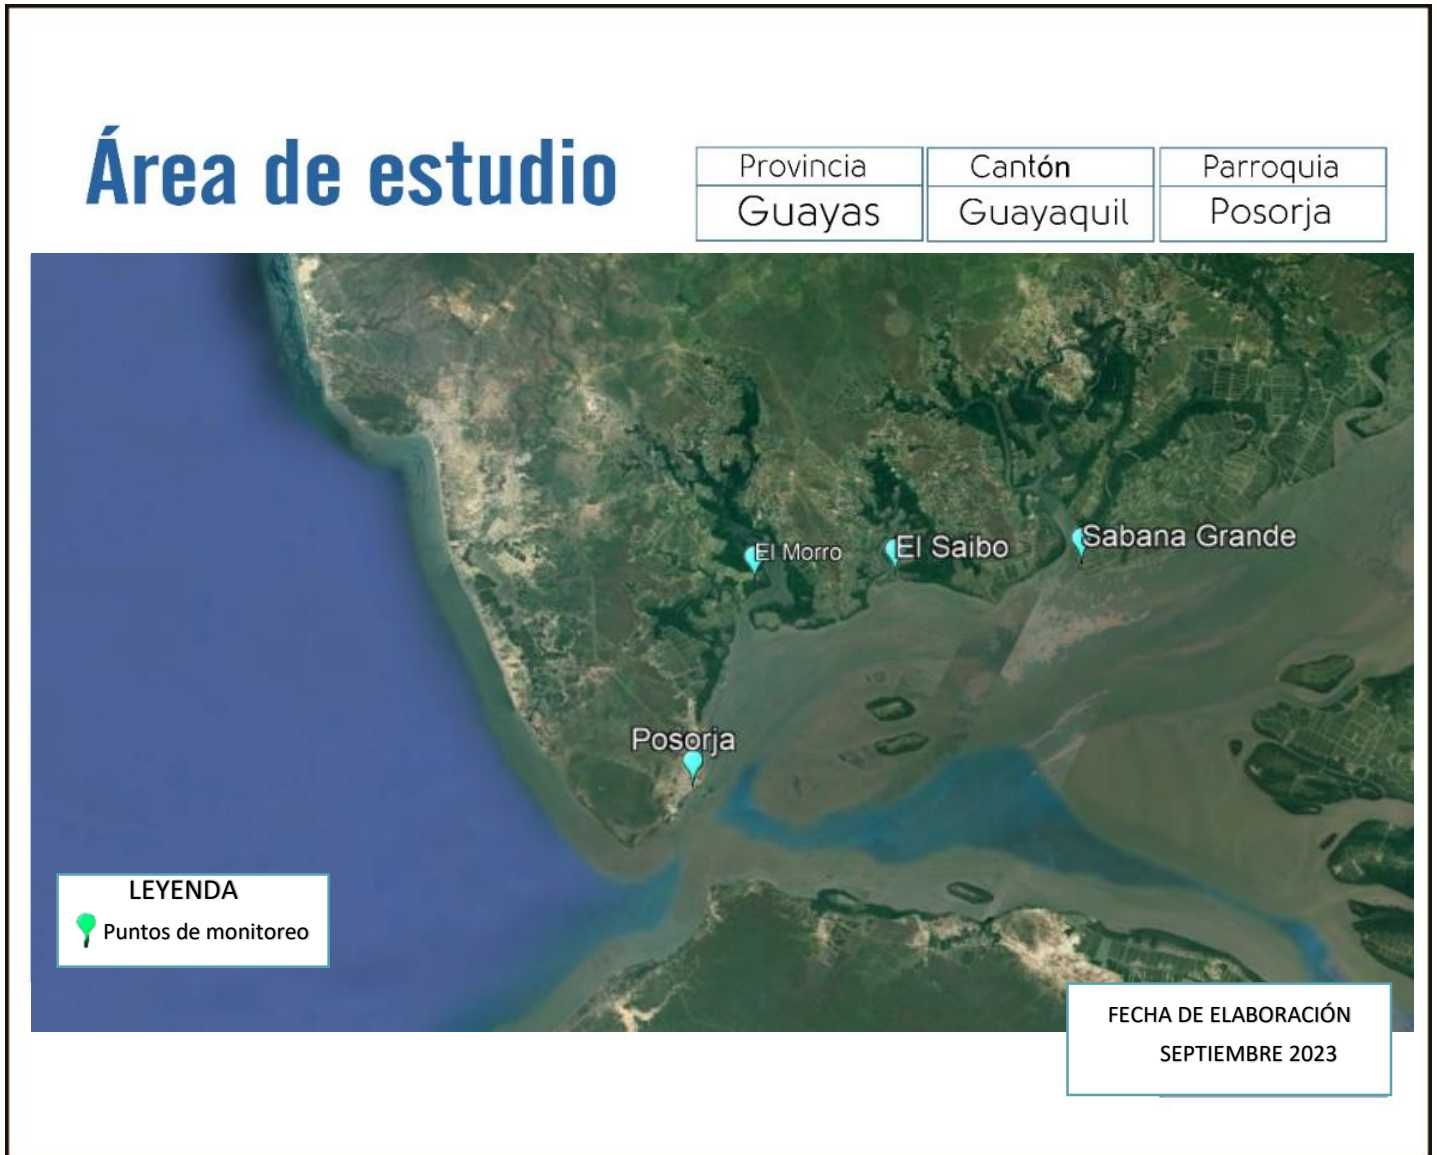 Área de estudio
Provincia
Cantón
Parroquia
Guayas
Guayaquil
Posorja
Sabana Grande
El Saibo
El Morro
Posorja
LEYENDA
Puntos de monitoreo
FECHA DE ELABORACIÓN
SEPTIEMBRE 2023